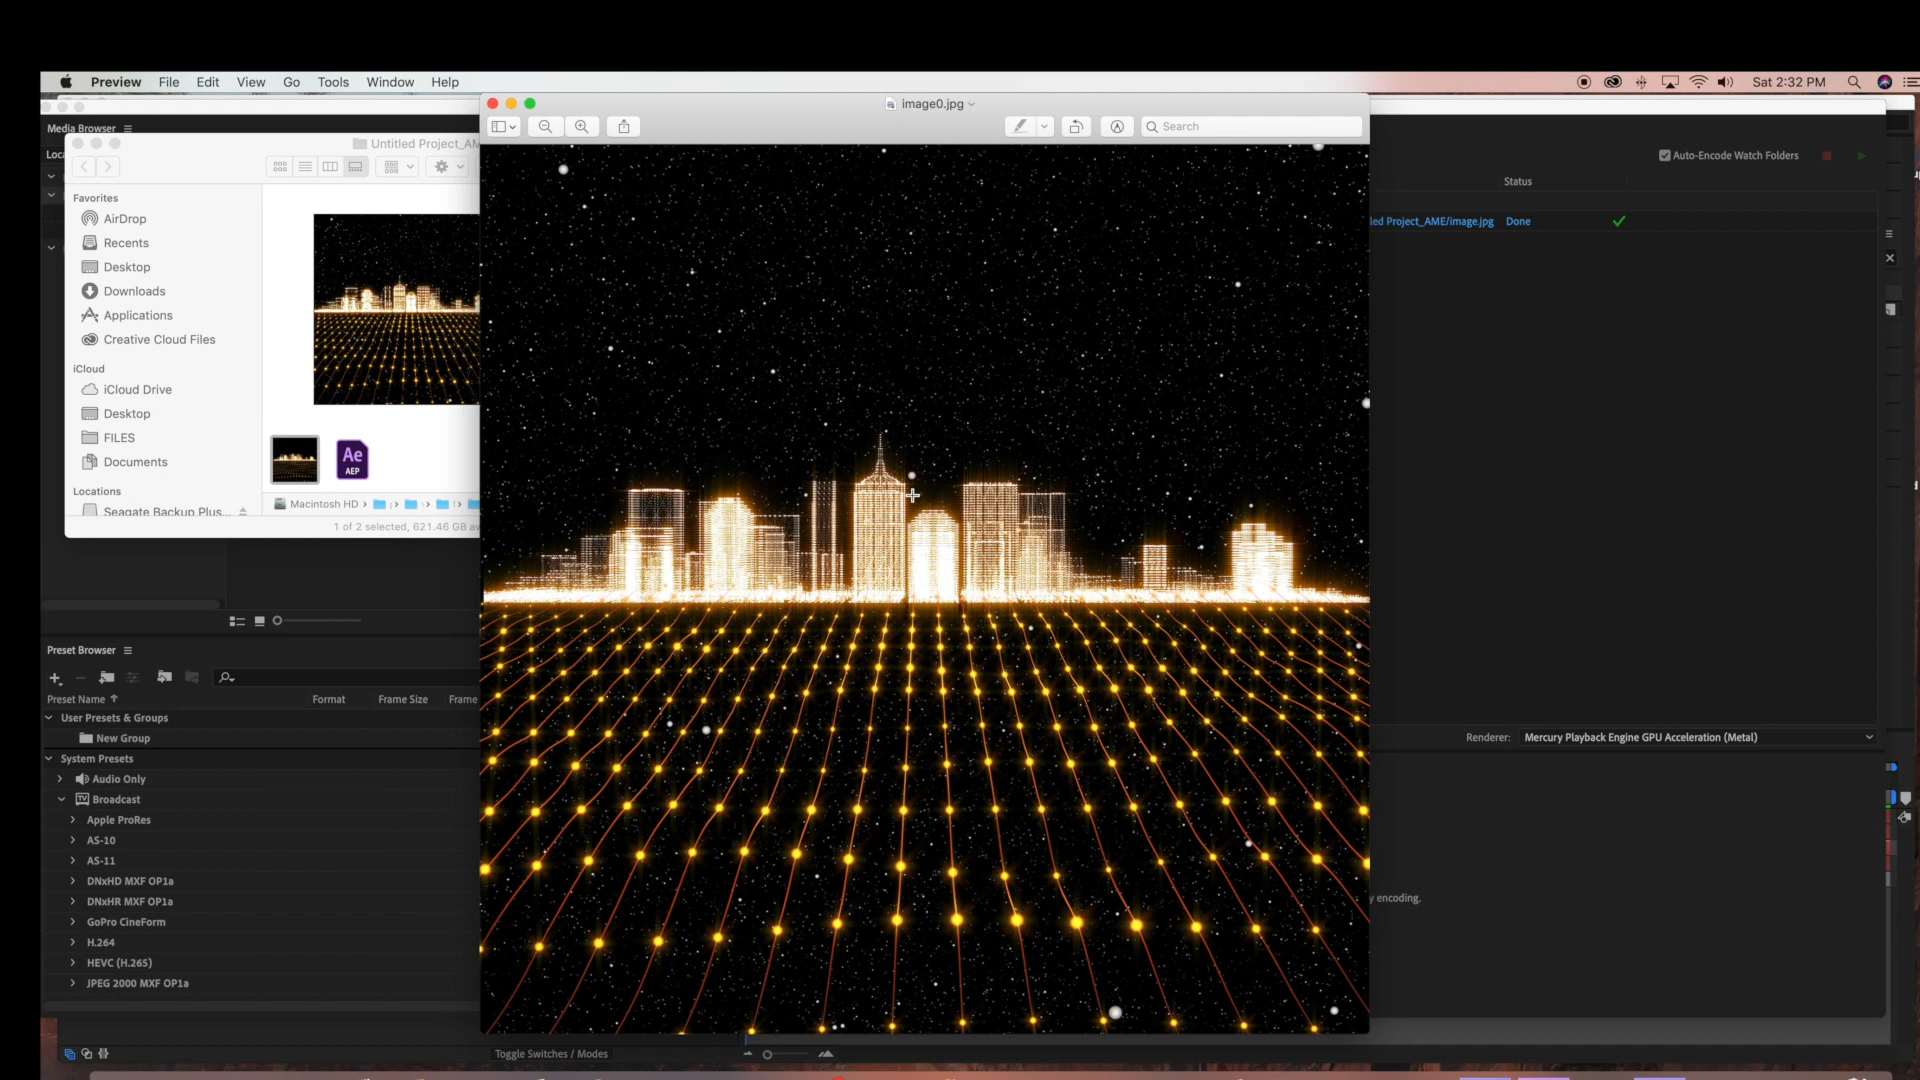 Preview File Edit View Go Tools Window Help
Sat 2:32 PM
image0.jpg
Search
Media Browser
Untitled Project_AM
Favorites
AirDrop
Recents
Desktop
Downloads
Applications
Creative Cloud Files
iCloud
iCloud Drive
Desktop
FILES
Documents
Locations
Seagate Backup Plus...
Ae
AEP
Macintosh HD
1 of 2 selected, 621.46 GB av
Auto-Encode Watch Folders
Status
led Project_AME/image.jpg Done
Renderer: Mercury Playback Engine GPU Acceleration (Metal)
y encoding.
Preset Browser
Preset Name Format Frame Size Frame
User Presets & Groups
New Group
System Presets
Audio Only
TV Broadcast
Apple ProRes
AS-10
AS-11
DNxHD MXF OP1a
DNxHR MXF OP1a
GoPro CineForm
H.264
HEVC (H.265)
JPEG 2000 MXF OP1a
Toggle Switches / Modes